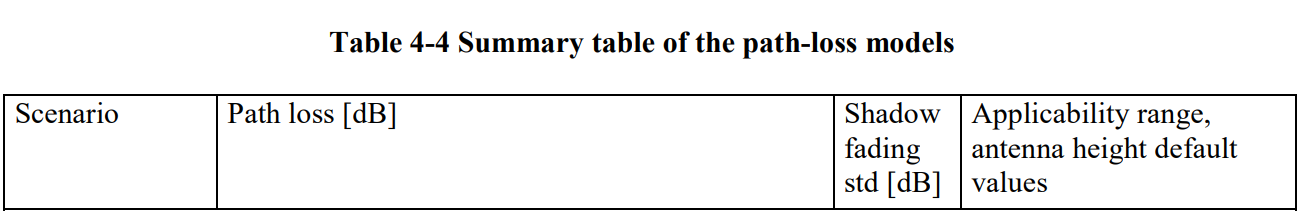 Table 4-4 Summary table of the path-loss models
Scenario
Path loss [dB]
Shadow
fading
std [dB]
Applicability range,
antenna height default
values